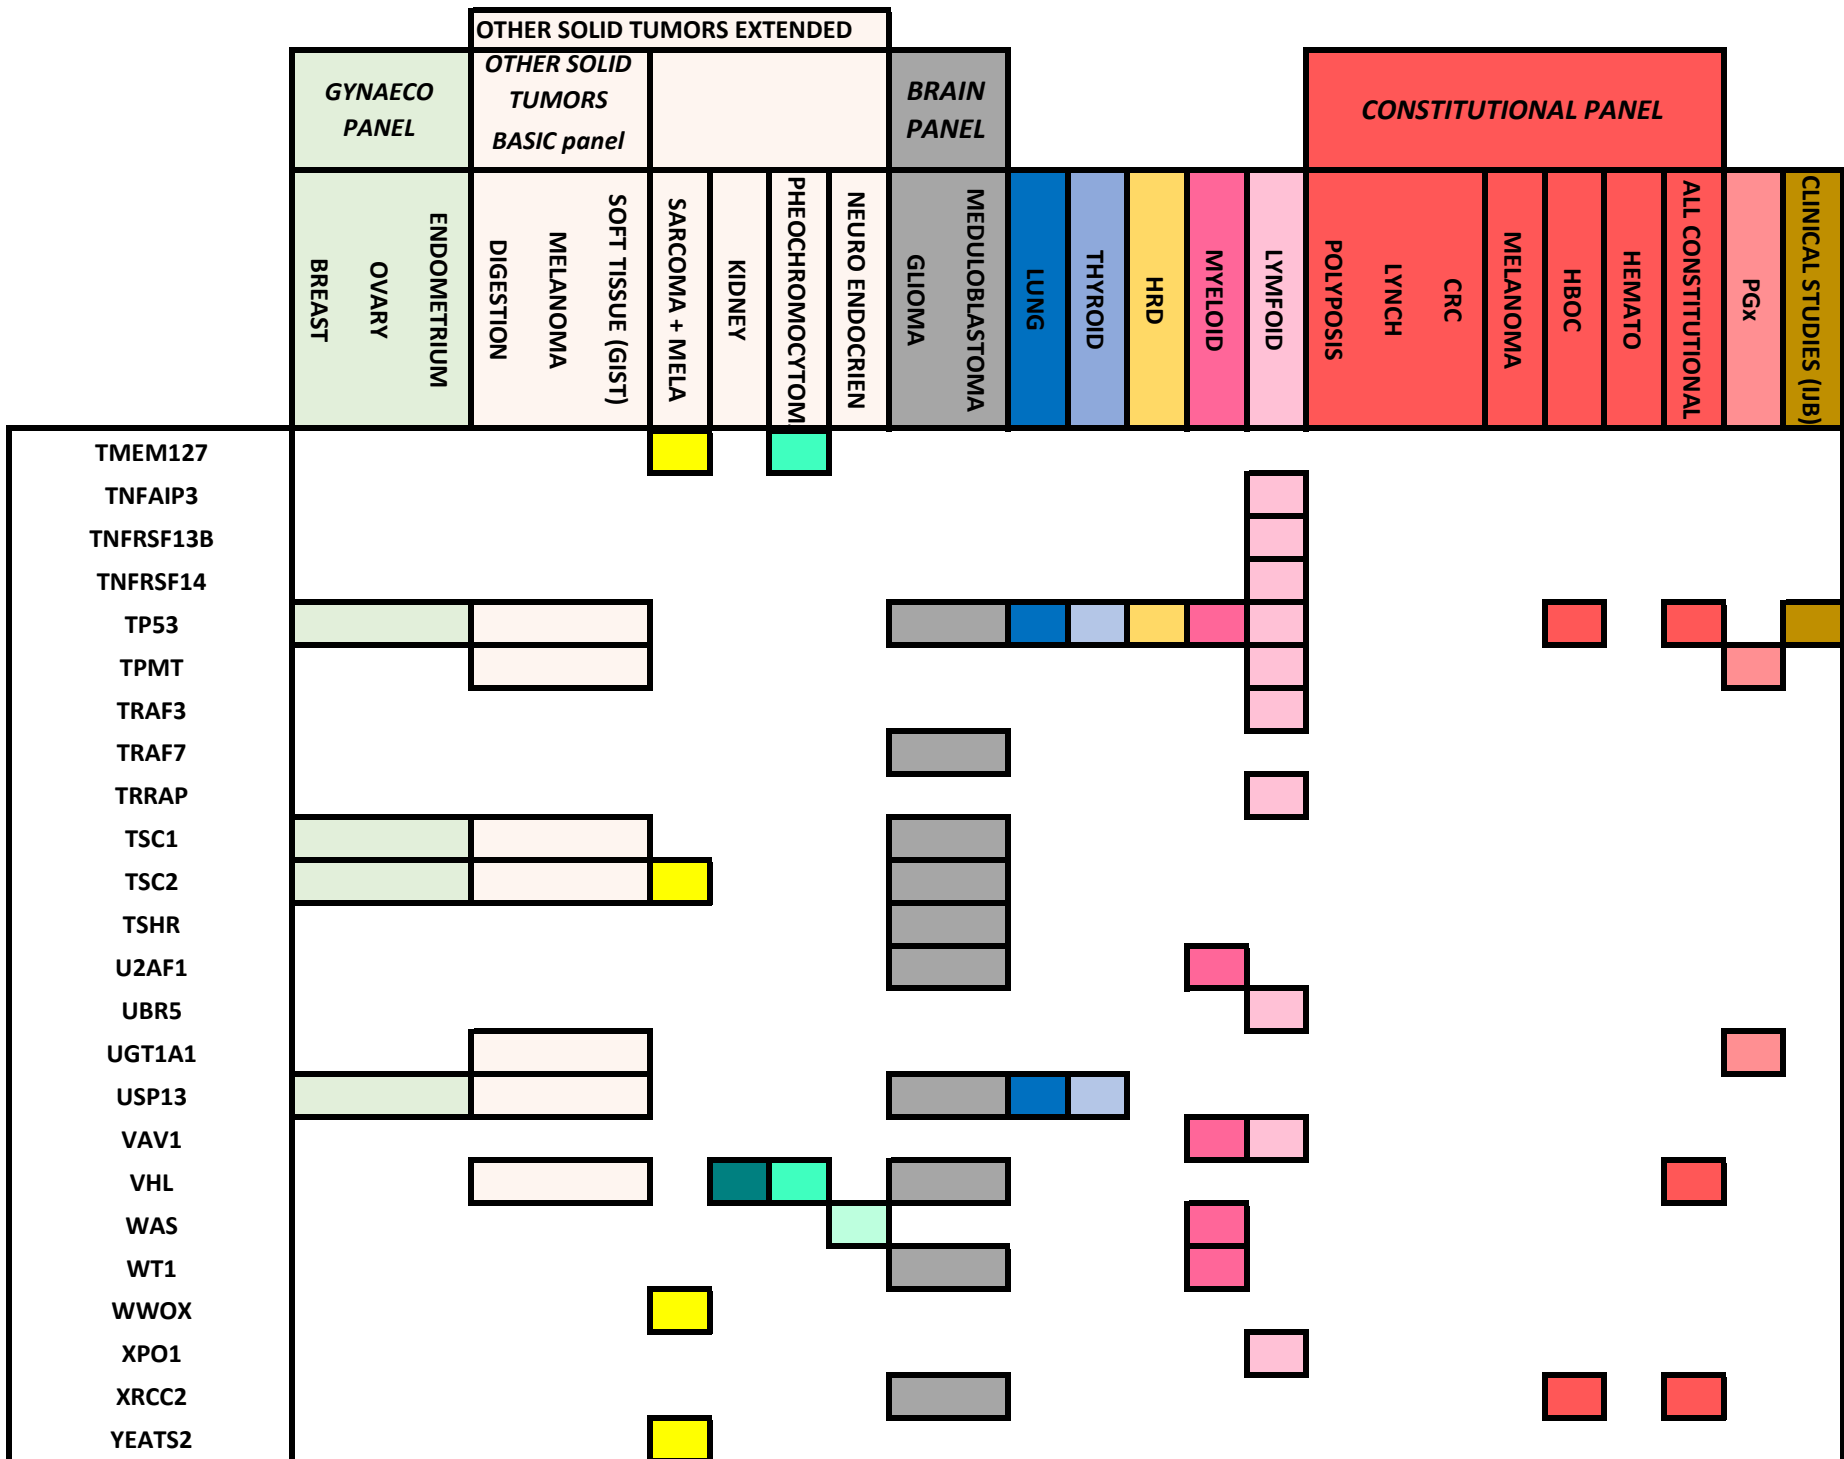 OTHER SOLID TUMORS EXTENDED
GYNAECO
PANEL
OTHER SOLID
TUMORS
BASIC panel
BRAIN
PANEL
CONSTITUTIONAL PANEL
BREAST
OVARY
ENDOMETRIUM
DIGESTION
MELANOMA
SOFT TISSUE (GIST)
SARCOMA + MELA
KIDNEY
PHEOCHROMOCYTOM
NEURO ENDOCRIEN
GLIOMA
MEDULOBLASTOMA
LUNG
THYROID
HRD
MYELOID
LYMFOID
POLYPOSIS
LYNCH
CRC
MELANOMA
HBOC
HEMATO
ALL CONSTITUTIONAL
PGx
CLINICAL STUDIES (IJB)
TMEM127
TNFAIP3
TNFRSF13B
TNFRSF14
TP53
TPMT
TRAF3
TRAF7
TRRAP
TSC1
TSC2
TSHR
U2AF1
UBR5
UGT1A1
USP13
VAV1
VHL
WAS
WT1
WWOX
XPO1
XRCC2
YEATS2